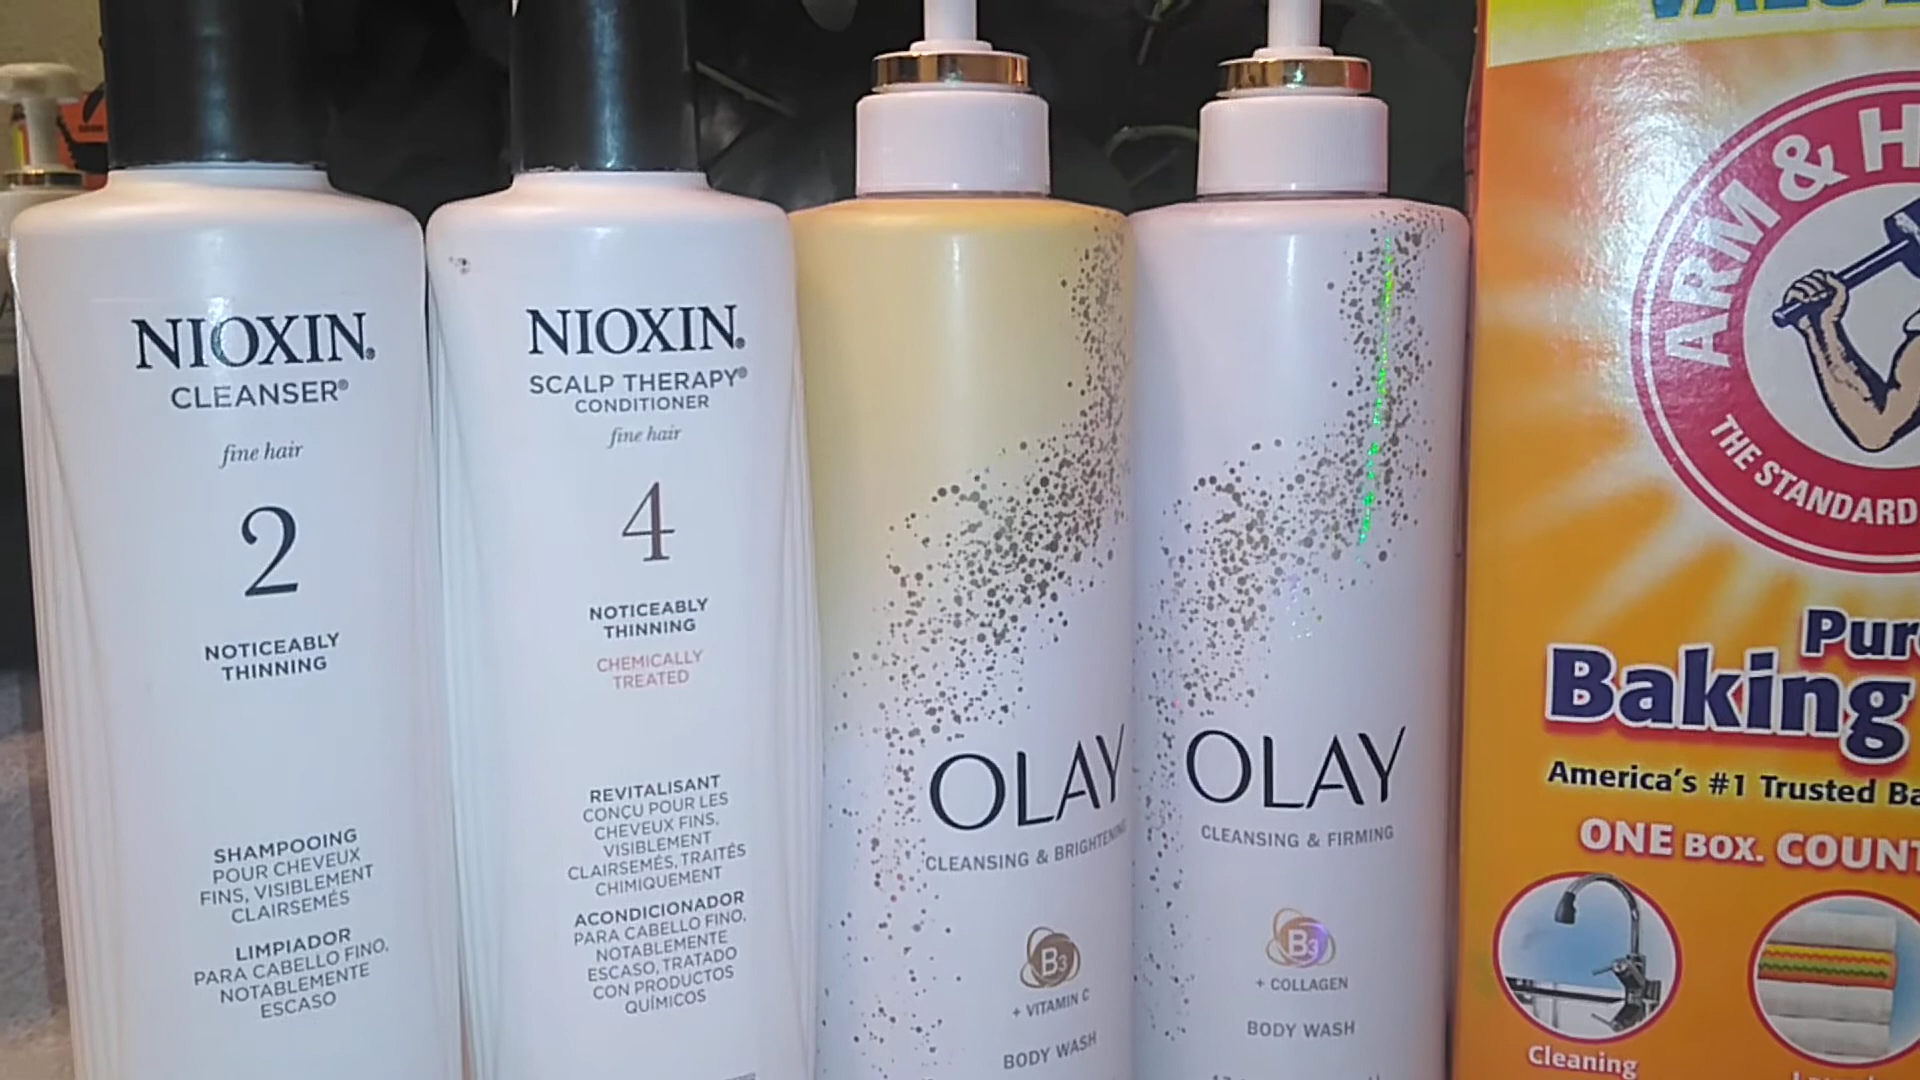 NIOXIN®
CLEANSER®
fine hair
2
NOTICEABLY
THINNING
SHAMPOOING
POUR CHEVEUX
FINS, VISIBLEMENT
CLAIRSEMÉS
LIMPIADOR
PARA CABELLO FINO,
NOTABLEMENTE
ESCASO
NIOXIN®
SCALP THERAPY®
CONDITIONER
fine hair
4
NOTICEABLY
THINNING
CHEMICALLY
TREATED
REVITALISANT
CONÇU POUR LES
CHEVEUX FINS,
VISIBLEMENT
CLAIRSEMÉS, TRAITÉS
CHIMIQUEMENT
ACONDICIONADOR
PARA CABELLO FINO,
NOTABLEMENTE
ESCASO, TRATADO
CON PRODUCTOS
QUÍMICOS
OLAY
CLEANSING & BRIGHTENING
B3
+ VITAMIN C
BODY WASH
OLAY
CLEANSING & FIRMING
B3
+ COLLAGEN
BODY WASH
ARM & H
THE STANDARD
Pur
Baking
America's #1 Trusted Ba
ONE BOX. COUNT
Cleaning